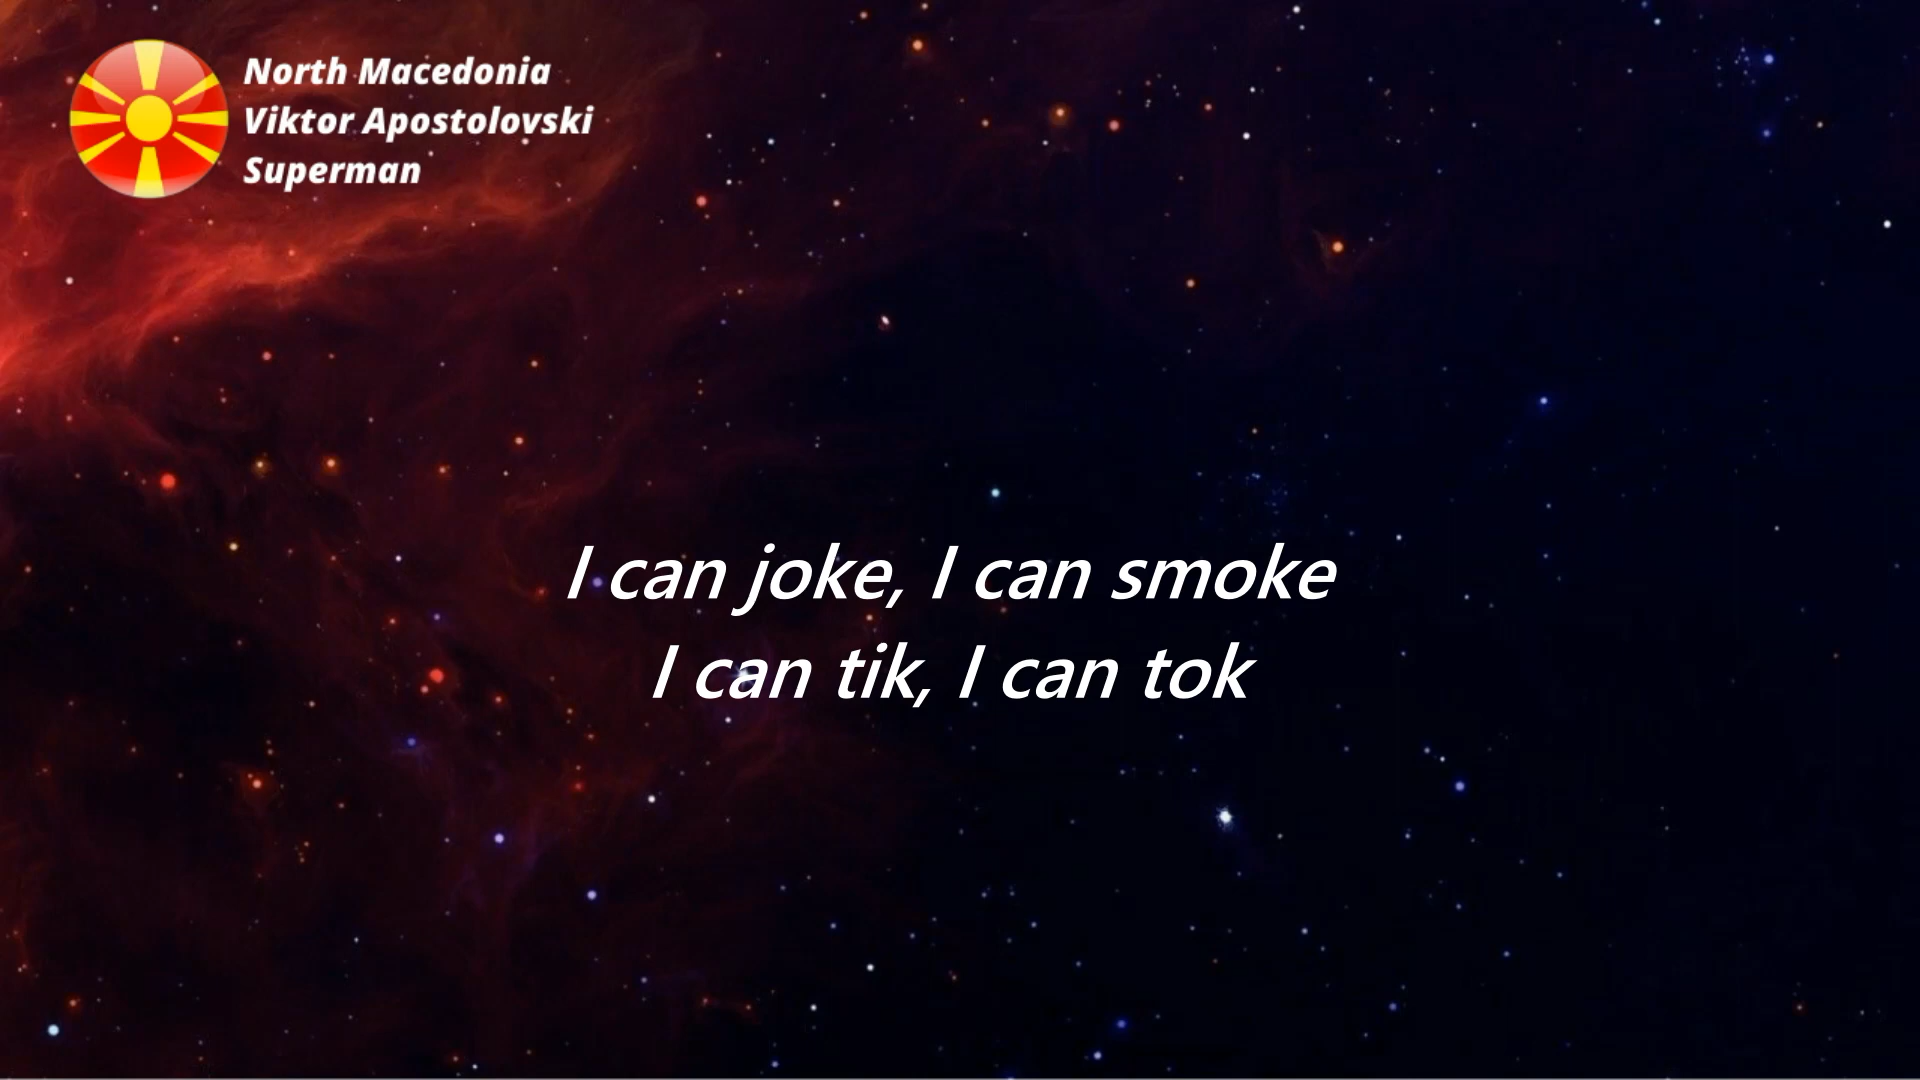 North Macedonia
Viktor Apostolovski
Superman
I can joke, I can smoke
I can tik, I can tok